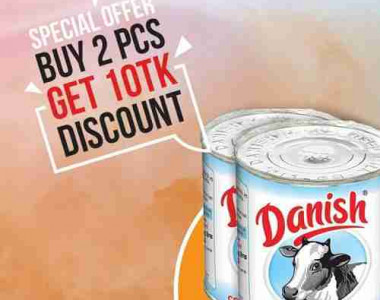 SPECIAL OFFER
BUY 2 PCS
GET 10TK
DISCOUNT
Danish®